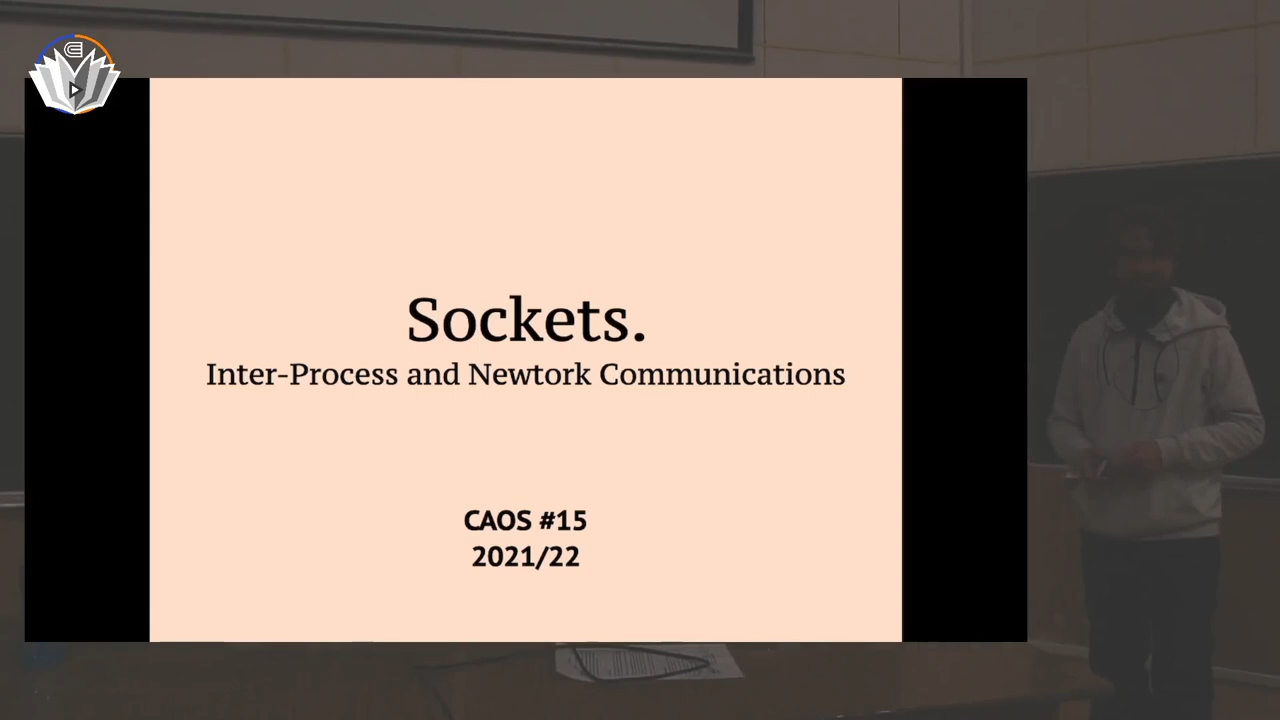 Sockets.
Inter-Process and Newtork Communications
CAOS #15
2021/22